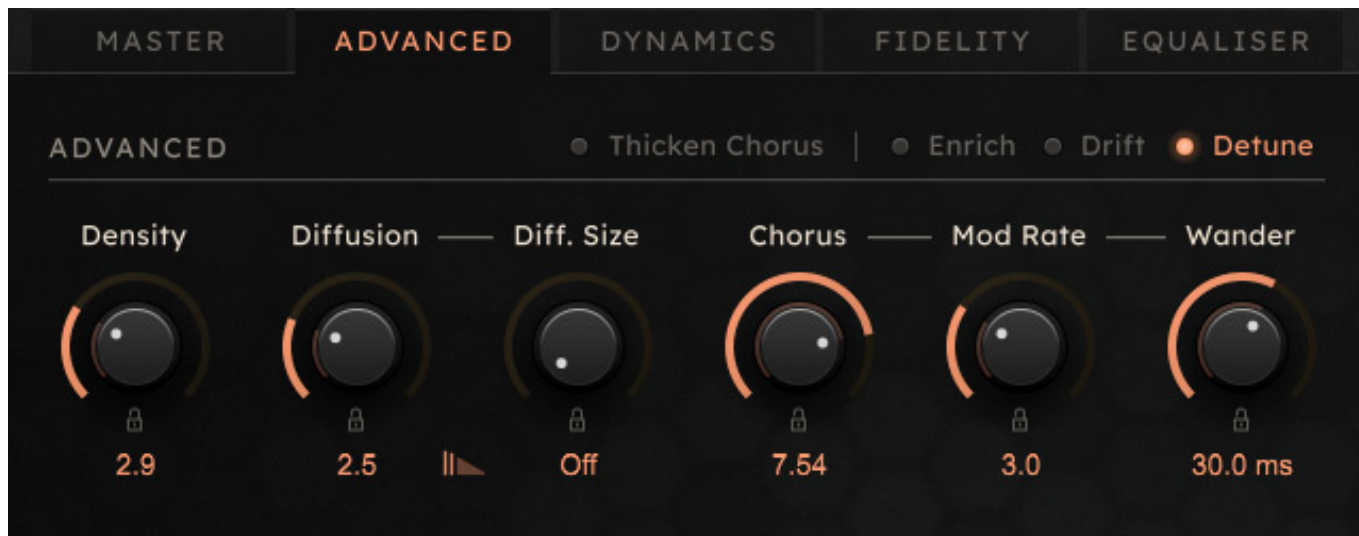 MASTER ADVANCED DYNAMICS FIDELITY EQUALISER
ADVANCED Thicken Chorus | Enrich Drift Detune
Density Diffusion Diff. Size Chorus Mod Rate Wander
2.9 2.5 Off 7.54 3.0 30.0 ms